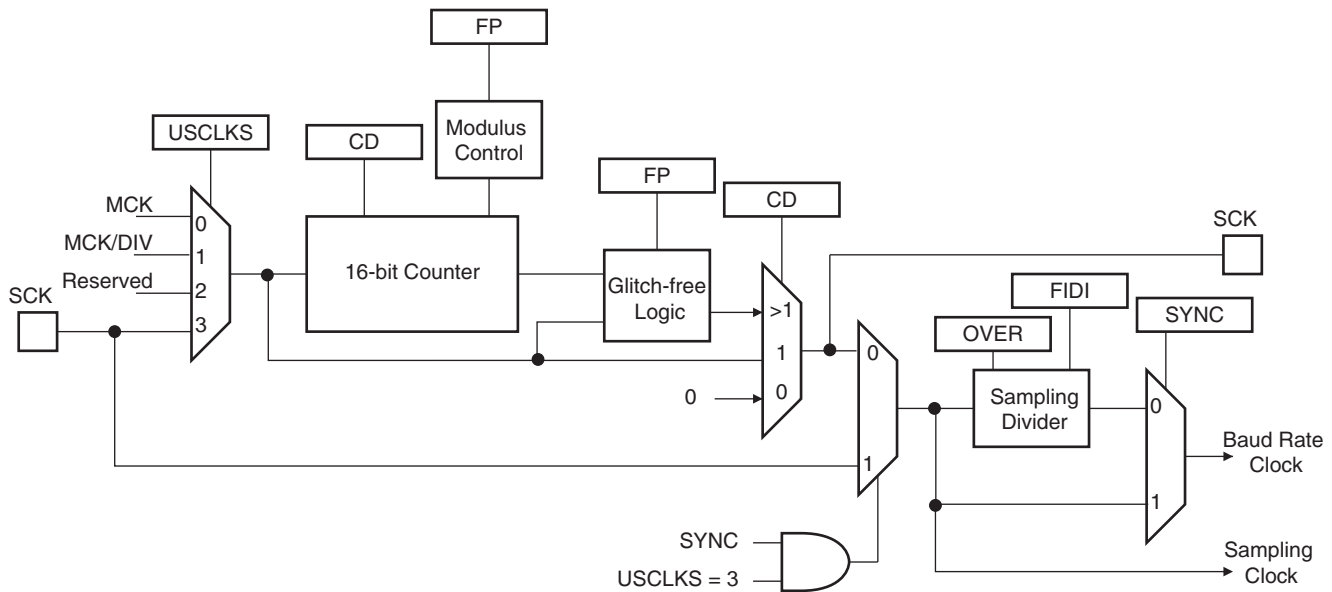 FP
USCLKS
CD
Modulus
Control
FP
CD
MCK
0
MCK/DIV
1
Reserved
2
SCK
3
16-bit Counter
Glitch-free
Logic
>1
1
0
0
SCK
FIDI
OVER
SYNC
0
1
Sampling
Divider
0
1
Baud Rate
Clock
SYNC
USCLKS = 3
Sampling
Clock